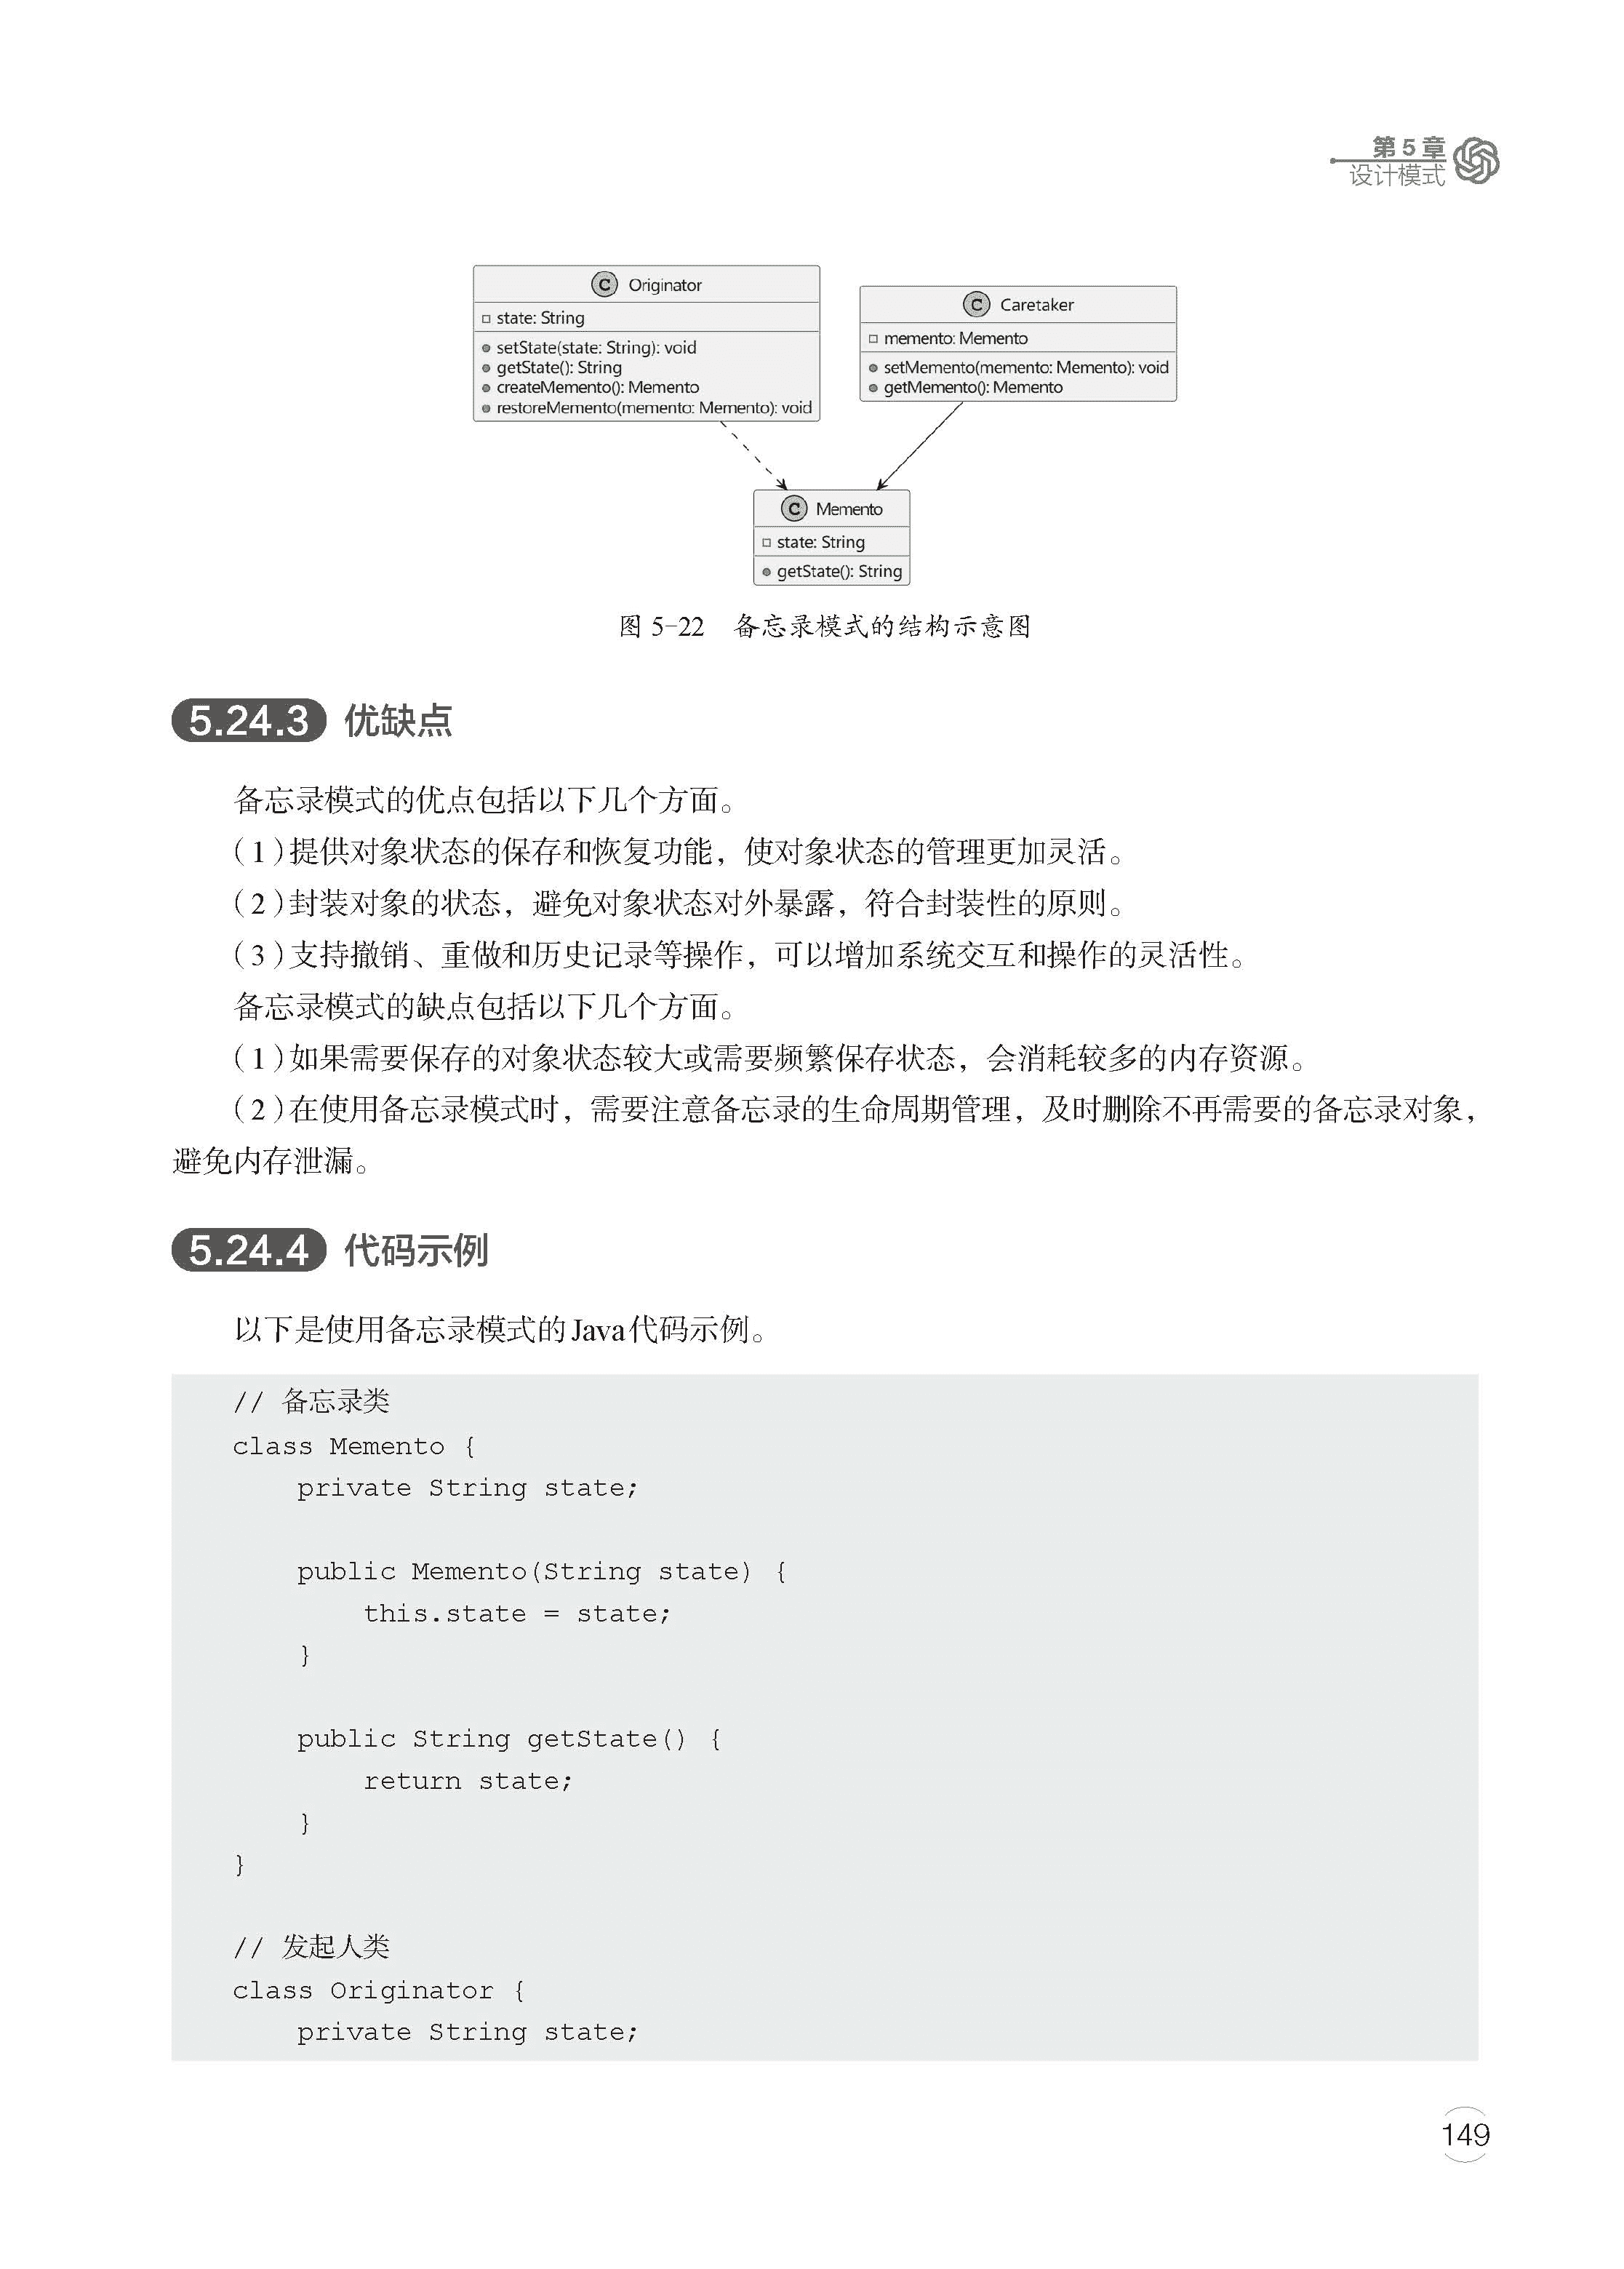 第5章
设计模式
C Originator
state: String
setState(state: String): void
getState(): String
createMemento(): Memento
restoreMemento(memento: Memento): void
C Caretaker
memento: Memento
setMemento(memento: Memento): void
getMemento(): Memento
C Memento
state: String
getState(): String
图 5-22 备忘录模式的结构示意图
5.24.3 优缺点
备忘录模式的优点包括以下几个方面。
（1）提供对象状态的保存和恢复功能，使对象状态的管理更加灵活。
（2）封装对象的状态，避免对象状态对外暴露，符合封装性的原则。
（3）支持撤销、重做和历史记录等操作，可以增加系统交互和操作的灵活性。
备忘录模式的缺点包括以下几个方面。
（1）如果需要保存的对象状态较大或需要频繁保存状态，会消耗较多的内存资源。
（2）在使用备忘录模式时，需要注意备忘录的生命周期管理，及时删除不再需要的备忘录对象，
避免内存泄漏。
5.24.4 代码示例
以下是使用备忘录模式的Java代码示例。
// 备忘录类
class Memento {
private String state;
public Memento(String state) {
this.state = state;
}
public String getState() {
return state;
}
}
// 发起人类
class Originator {
private String state;
149